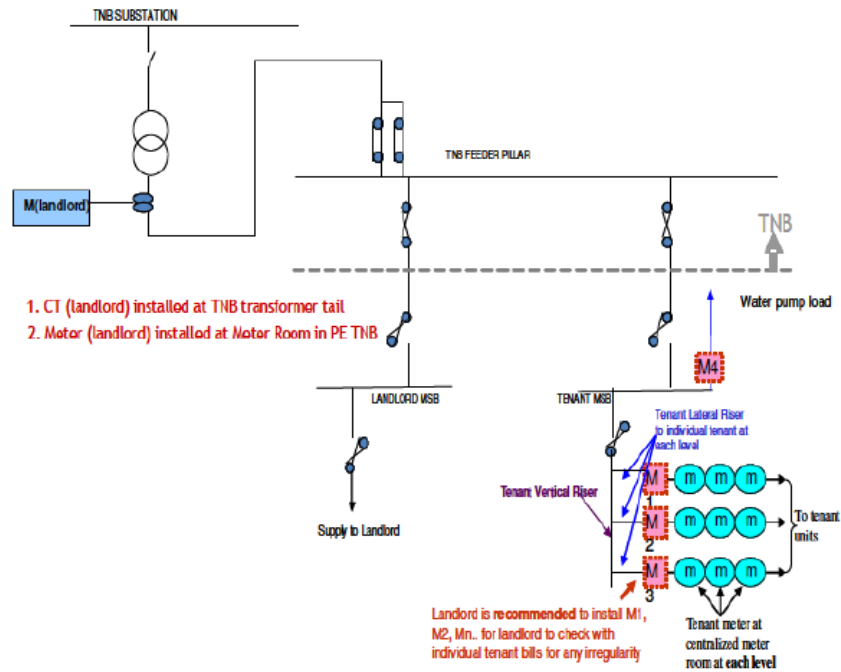 TNB SUBSTATION
TNB FEEDER PILLAR
M(landlord)
TNB
1. CT (landlord) installed at TNB transformer tail
2. Meter (landlord) installed at Meter Room in PE TNB
Water pump load
M4
LANDLORD MSB
TENANT MSB
Tenant Lateral Riser
to individual tenant at
each level
Tenant Vertical Riser
M
1
m m m
M
2
m m m
M
3
m m m
To tenant
units
Supply to Landlord
Landlord is recommended to install M1,
M2, Mn.. for landlord to check with
individual tenant bills for any irregularity
Tenant meter at
centralized meter
room at each level